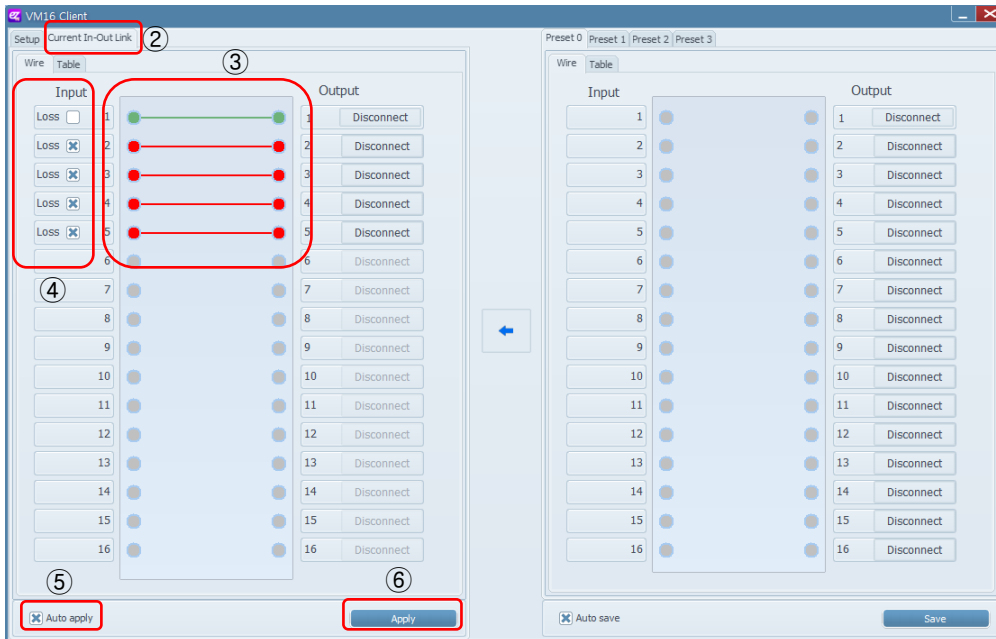 ez VM16 Client
Setup Current In-Out Link ②
Wire Table ③
Input Output
Loss 1 1 Disconnect
Loss 2 2 Disconnect
Loss 3 3 Disconnect
Loss 4 4 Disconnect
Loss 5 5 Disconnect
6 6 Disconnect
④ 7 7 Disconnect
8 8 Disconnect
9 9 Disconnect
10 10 Disconnect
11 11 Disconnect
12 12 Disconnect
13 13 Disconnect
14 14 Disconnect
15 15 Disconnect
16 16 Disconnect
⑤ ⑥
Auto apply Apply
Preset 0 Preset 1 Preset 2 Preset 3
Wire Table
Input Output
1 1 Disconnect
2 2 Disconnect
3 3 Disconnect
4 4 Disconnect
5 5 Disconnect
6 6 Disconnect
7 7 Disconnect
8 8 Disconnect
9 9 Disconnect
10 10 Disconnect
11 11 Disconnect
12 12 Disconnect
13 13 Disconnect
14 14 Disconnect
15 15 Disconnect
16 16 Disconnect
Auto save Save